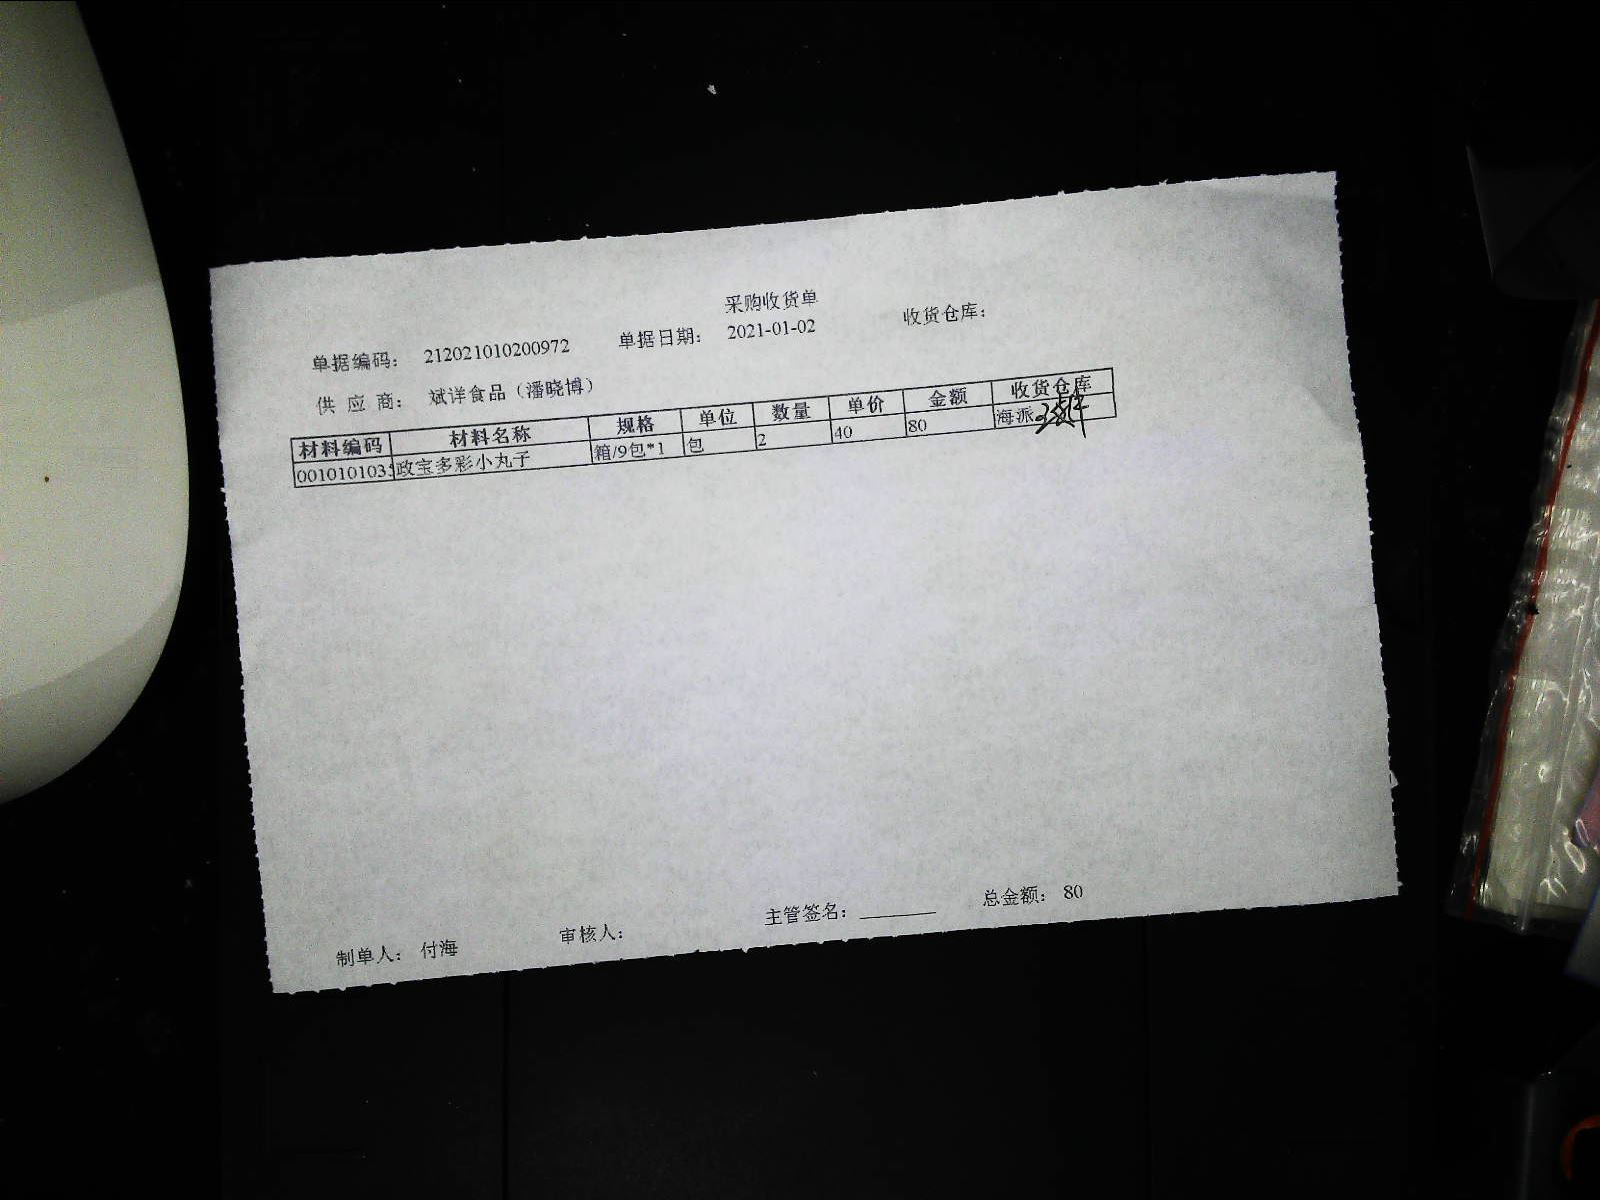 采购收货单
单据编码： 212021010200972 单据日期： 2021-01-02 收货仓库：
供 应 商： 斌洋食品（潘晓博）
材料编码 材料名称 规格 单位 数量 单价 金额 收货仓库
001010103 政宝多彩小丸子 箱/9包*1 包 2 40 80 海派
制单人： 付海 审核人： 主管签名： 总金额： 80